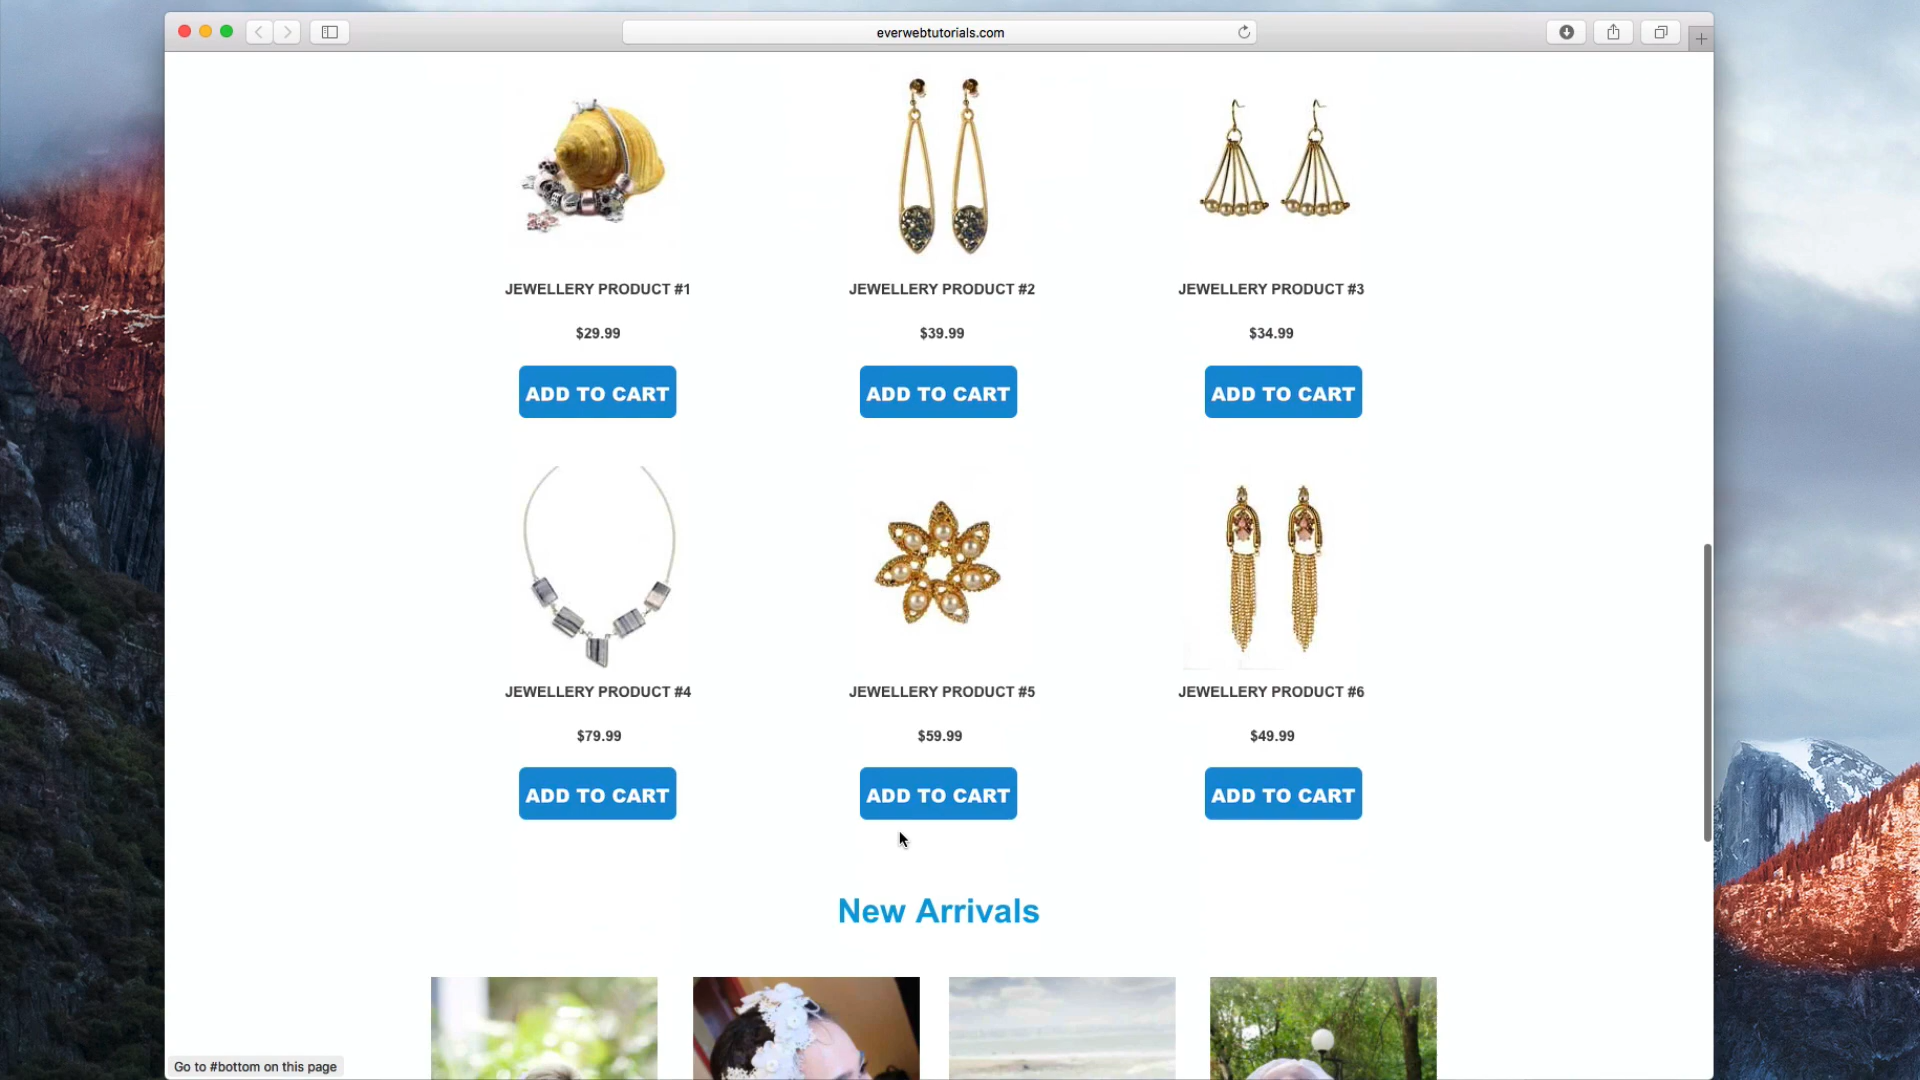 everwebtutorials.com
JEWELLERY PRODUCT #1
JEWELLERY PRODUCT #2
JEWELLERY PRODUCT #3
$29.99
$39.99
$34.99
ADD TO CART
ADD TO CART
ADD TO CART
JEWELLERY PRODUCT #4
JEWELLERY PRODUCT #5
JEWELLERY PRODUCT #6
$79.99
$59.99
$49.99
ADD TO CART
ADD TO CART
ADD TO CART
New Arrivals
Go to #bottom on this page